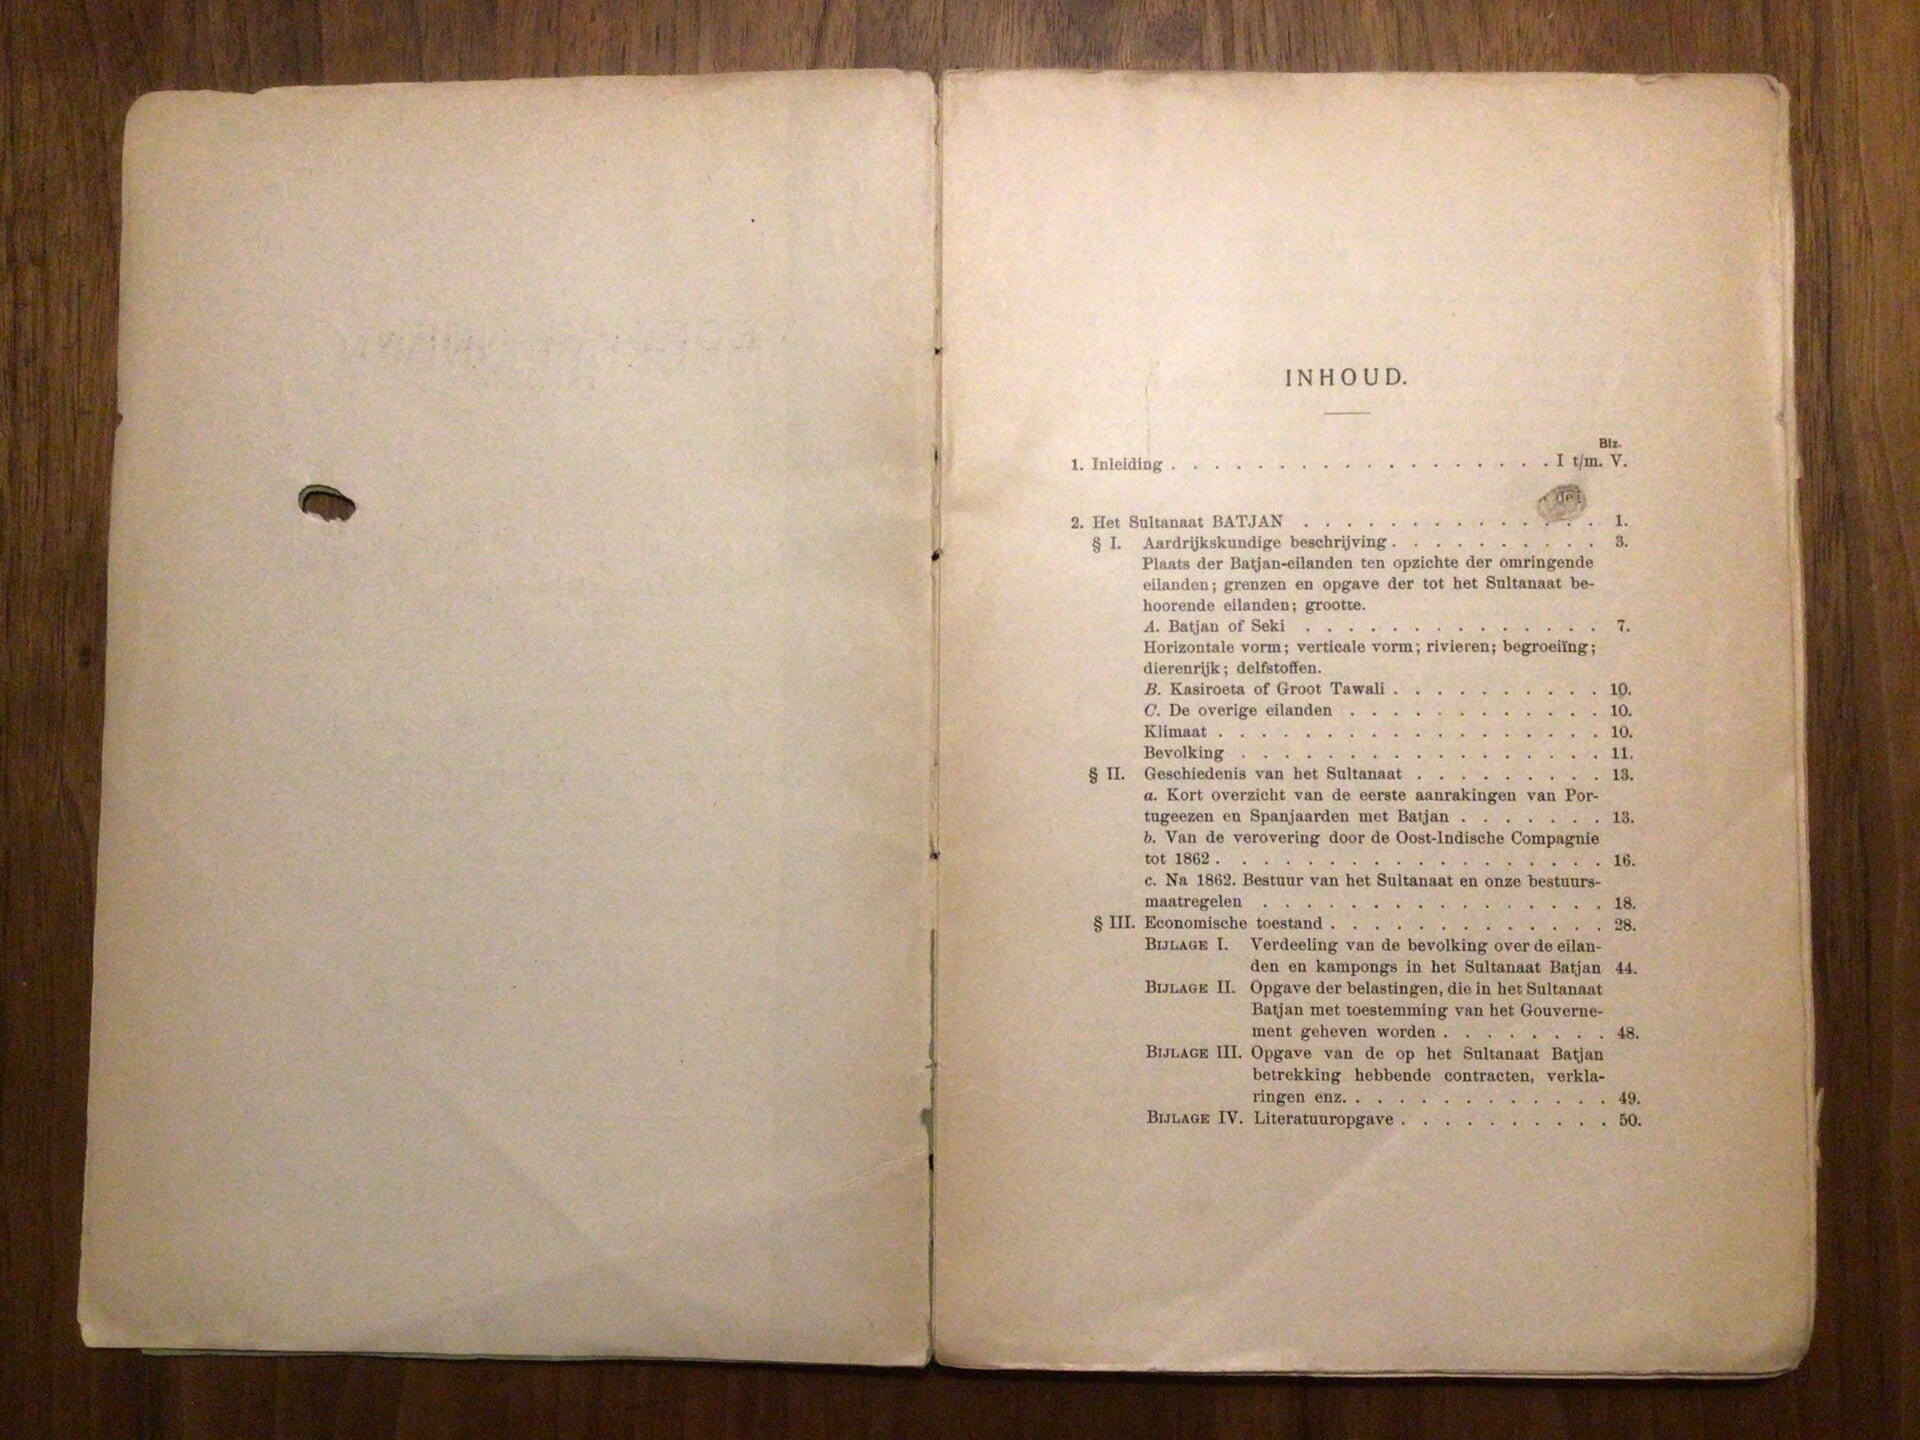 INHOUD.
Blz.
1. Inleiding . . . . . . . . . . . . . . . . . . I t/m. V.
de
2. Het Sultanaat BATJAN . . . . . . . . . . . . . . 1.
§ I. Aardrijkskundige beschrijving . . . . . . . . . . 3.
Plaats der Batjan-eilanden ten opzichte der omringende
eilanden; grenzen en opgave der tot het Sultanaat be-
hoorende eilanden; grootte.
A. Batjan of Seki . . . . . . . . . . . . . . 7.
Horizontale vorm; verticale vorm; rivieren; begroeiïng;
dierenrijk; delfstoffen.
B. Kasiroeta of Groot Tawali . . . . . . . . . . 10.
C. De overige eilanden . . . . . . . . . . . . 10.
Klimaat . . . . . . . . . . . . . . . . . . 10.
Bevolking . . . . . . . . . . . . . . . . . 11.
§ II. Geschiedenis van het Sultanaat . . . . . . . . . 13.
a. Kort overzicht van de eerste aanrakingen van Por-
tugeezen en Spanjaarden met Batjan . . . . . . . 13.
b. Van de verovering door de Oost-Indische Compagnie
tot 1862 . . . . . . . . . . . . . . . . . . 16.
c. Na 1862. Bestuur van het Sultanaat en onze bestuurs-
maatregelen . . . . . . . . . . . . . . . . 18.
§ III. Economische toestand . . . . . . . . . . . . . 28.
BIJLAGE I. Verdeeling van de bevolking over de eilan-
den en kampongs in het Sultanaat Batjan 44.
BIJLAGE II. Opgave der belastingen, die in het Sultanaat
Batjan met toestemming van het Gouverne-
ment geheven worden . . . . . . . . 48.
BIJLAGE III. Opgave van de op het Sultanaat Batjan
betrekking hebbende contracten, verkla-
ringen enz. . . . . . . . . . . . . 49.
BIJLAGE IV. Literatuuropgave . . . . . . . . . . 50.